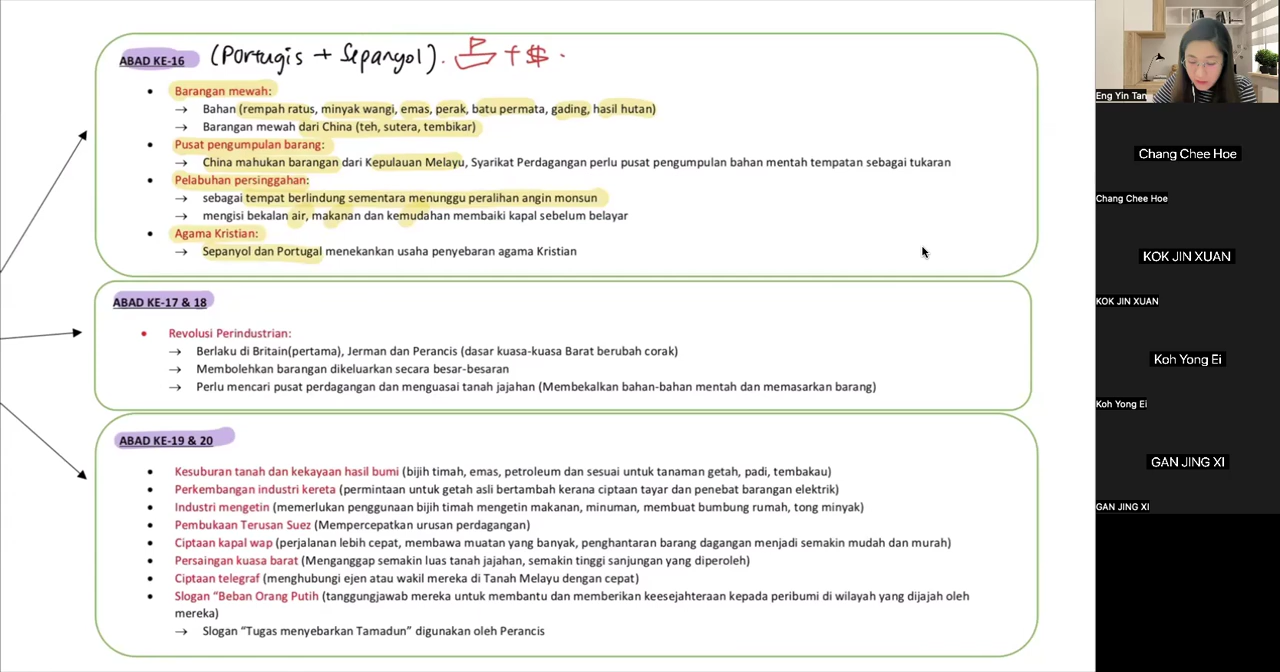 ABAD KE-16 (Portugis + Sepanyol).
• Barangan mewah:
→ Bahan (rempah ratus, minyak wangi, emas, perak, batu permata, gading, hasil hutan)
→ Barangan mewah dari China (teh, sutera, tembikar)
• Pusat pengumpulan barang:
→ China mahukan barangan dari Kepulauan Melayu, Syarikat Perdagangan perlu pusat pengumpulan bahan mentah tempatan sebagai tukaran
• Pelabuhan persinggahan:
→ sebagai tempat berlindung sementara menunggu peralihan angin monsun
→ mengisi bekalan air, makanan dan kemudahan membaiki kapal sebelum belayar
• Agama Kristian:
→ Sepanyol dan Portugal menekankan usaha penyebaran agama Kristian
ABAD KE-17 & 18
• Revolusi Perindustrian:
→ Berlaku di Britain(pertama), Jerman dan Perancis (dasar kuasa-kuasa Barat berubah corak)
→ Membolehkan barangan dikeluarkan secara besar-besaran
→ Perlu mencari pusat perdagangan dan menguasai tanah jajahan (Membekalkan bahan-bahan mentah dan memasarkan barang)
ABAD KE-19 & 20
• Kesuburan tanah dan kekayaan hasil bumi (bijih timah, emas, petroleum dan sesuai untuk tanaman getah, padi, tembakau)
• Perkembangan industri kereta (permintaan untuk getah asli bertambah kerana ciptaan tayar dan penebat barangan elektrik)
• Industri mengetin (memerlukan penggunaan bijih timah mengetin makanan, minuman, membuat bumbung rumah, tong minyak)
• Pembukaan Terusan Suez (Mempercepatkan urusan perdagangan)
• Ciptaan kapal wap (perjalanan lebih cepat, membawa muatan yang banyak, penghantaran barang dagangan menjadi semakin mudah dan murah)
• Persaingan kuasa barat (Menganggap semakin luas tanah jajahan, semakin tinggi sanjungan yang diperoleh)
• Ciptaan telegraf (menghubungi ejen atau wakil mereka di Tanah Melayu dengan cepat)
• Slogan “Beban Orang Putih (tanggungjawab mereka untuk membantu dan memberikan keesejahteraan kepada peribumi di wilayah yang dijajah oleh
mereka)
→ Slogan “Tugas menyebarkan Tamadun” digunakan oleh Perancis
Eng Yin Tan
Chang Chee Hoe
Chang Chee Hoe
KOK JIN XUAN
KOK JIN XUAN
Koh Yong Ei
Koh Yong Ei
GAN JING XI
GAN JING XI